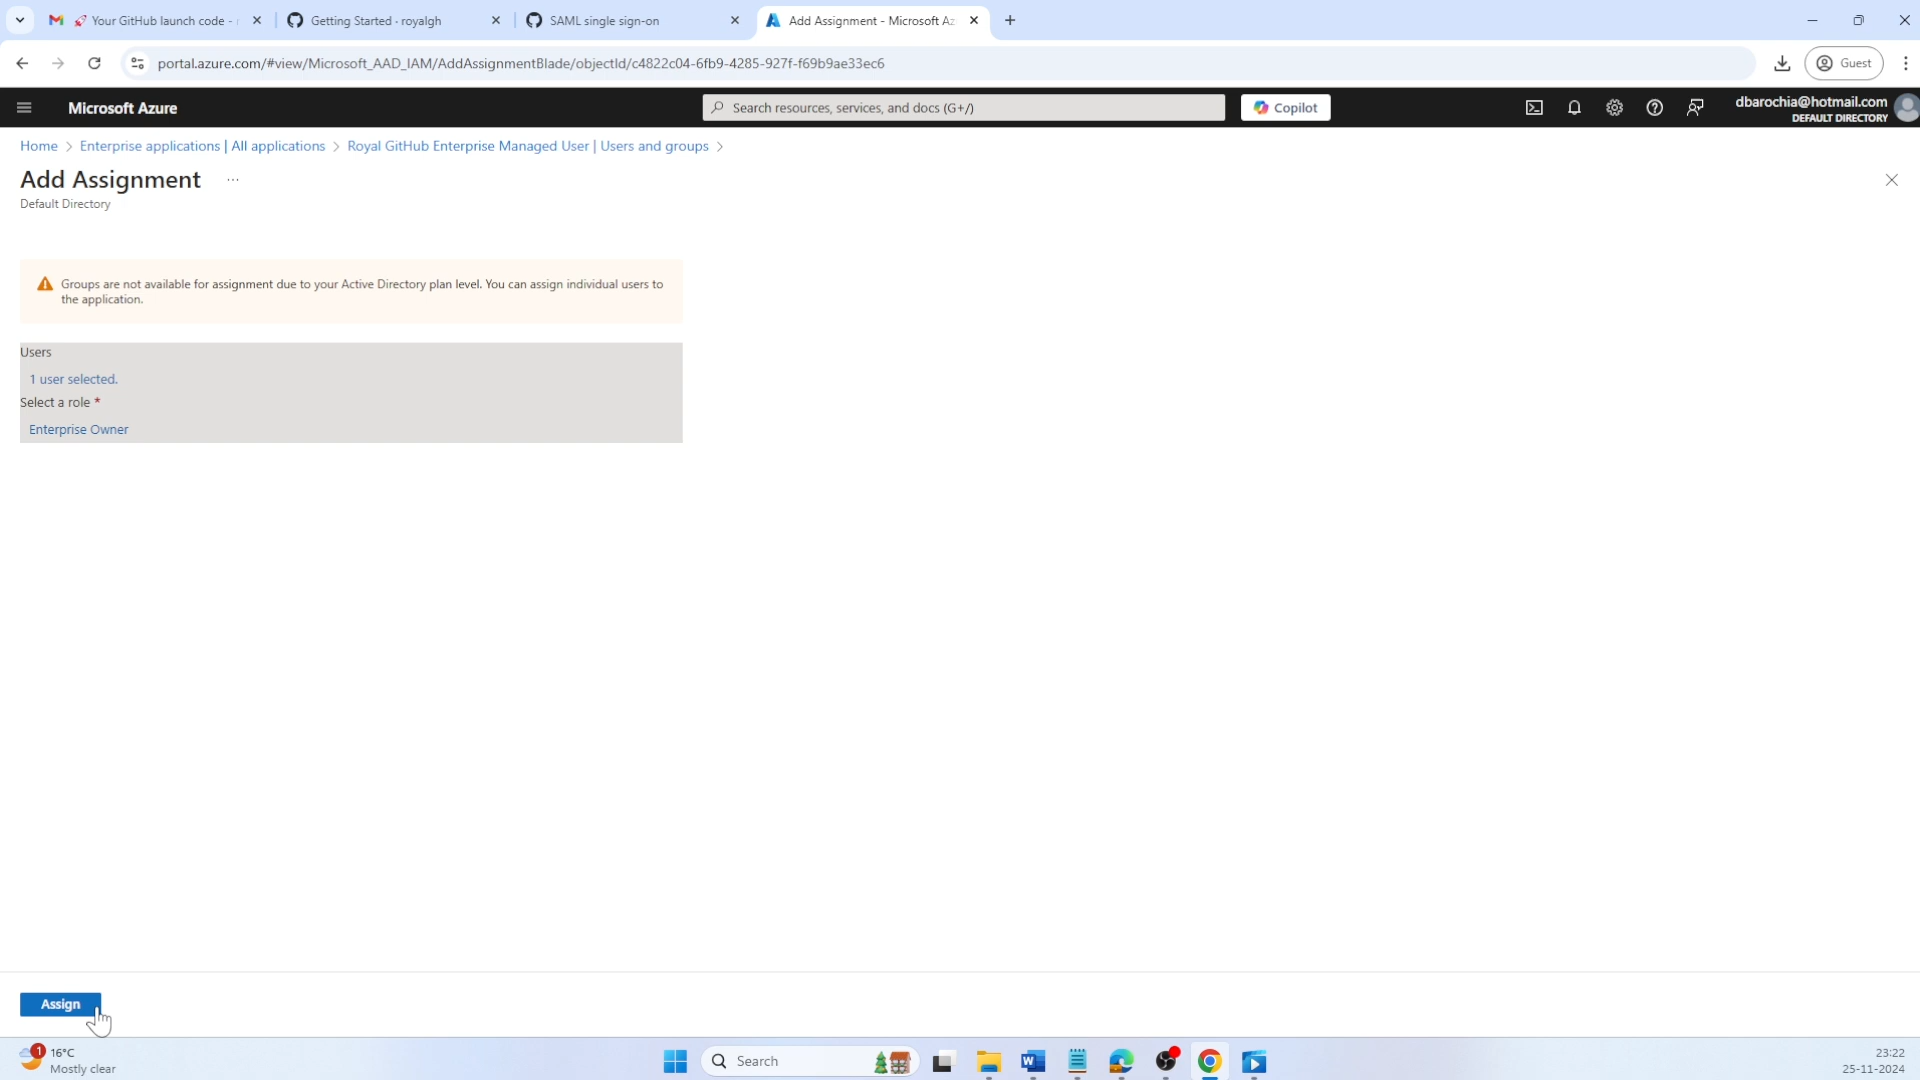 Your GitHub launch code -
Getting Started · royalgh
SAML single sign-on
Add Assignment - Microsoft Az
portal.azure.com/#view/Microsoft_AAD_IAM/AddAssignmentBlade/objectId/c4822c04-6fb9-4285-927f-f69b9ae33ec6
Guest
Microsoft Azure
Search resources, services, and docs (G+/)
Copilot
dbarochia@hotmail.com
DEFAULT DIRECTORY
Home > Enterprise applications | All applications > Royal GitHub Enterprise Managed User | Users and groups >
Add Assignment ...
Default Directory
Groups are not available for assignment due to your Active Directory plan level. You can assign individual users to
the application.
Users
1 user selected.
Select a role *
Enterprise Owner
Assign
1
16°C
Mostly clear
Search
23:22
25-11-2024